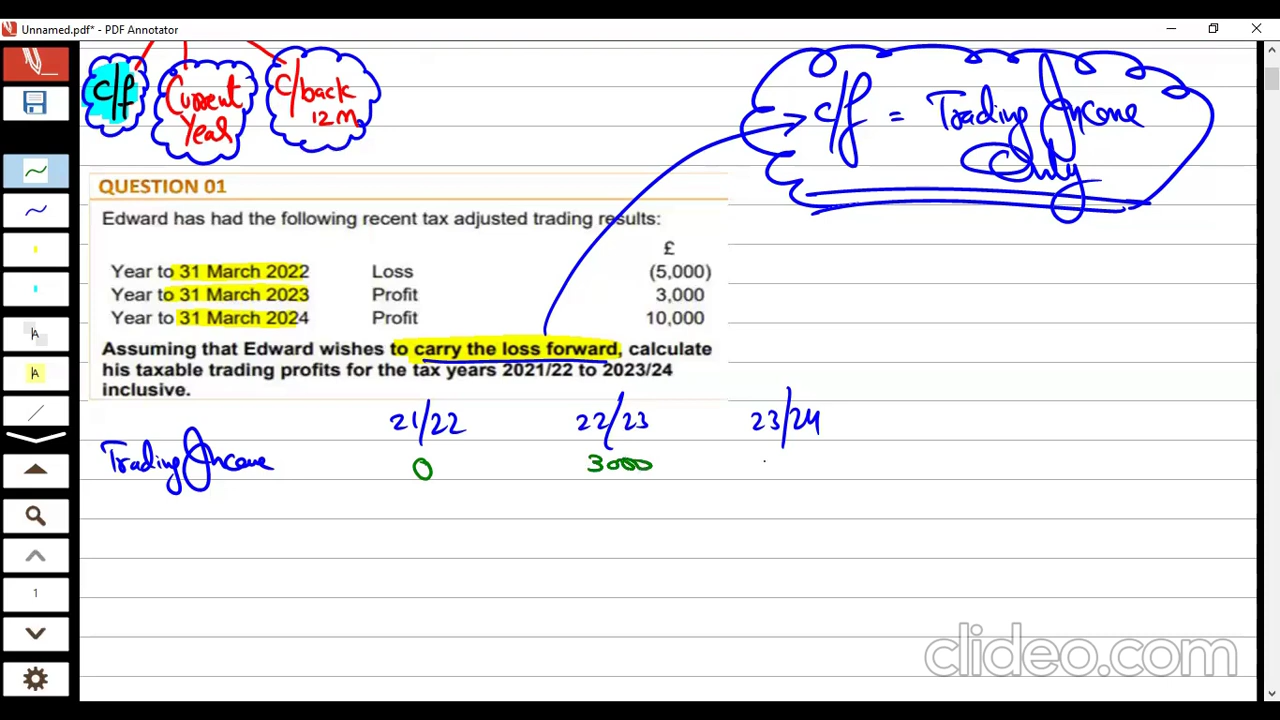 Unnamed.pdf* - PDF Annotator
c/f
Current
Year
c/back
12M
c/f = Trading Income
Only
QUESTION 01
Edward has had the following recent tax adjusted trading results:
£
Year to 31 March 2022 Loss (5,000)
Year to 31 March 2023 Profit 3,000
Year to 31 March 2024 Profit 10,000
Assuming that Edward wishes to carry the loss forward, calculate
his taxable trading profits for the tax years 2021/22 to 2023/24
inclusive.
21/22 22/23 23/24
Trading Income 0 3000
A
A
1
clideo.com